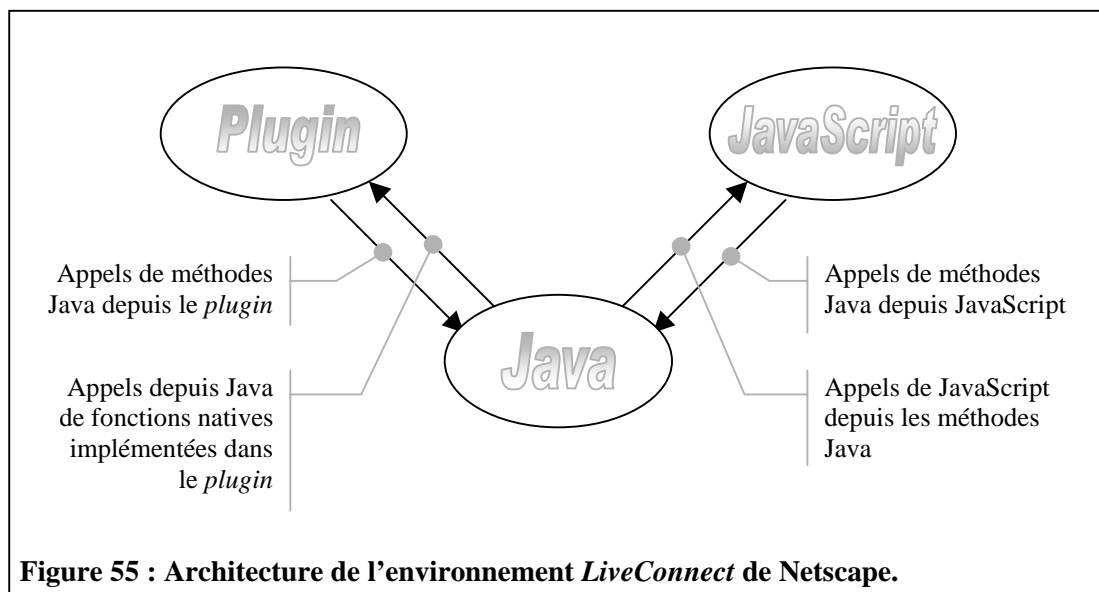 Plugin
JavaScript
Appels de méthodes
Java depuis le plugin
Appels de méthodes
Java depuis JavaScript
Java
Appels depuis Java
de fonctions natives
implémentées dans
le plugin
Appels de JavaScript
depuis les méthodes
Java
Figure 55 : Architecture de l’environnement LiveConnect de Netscape.